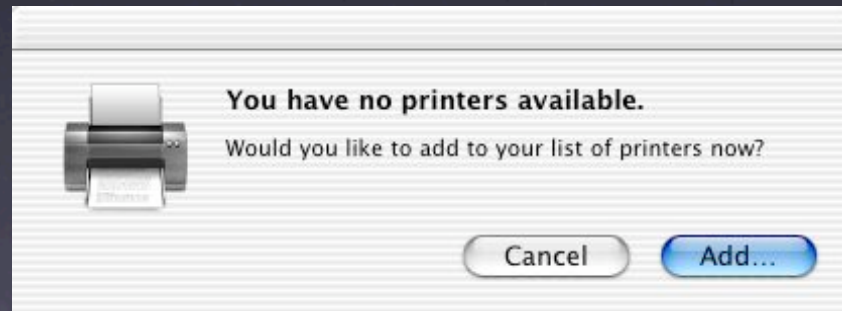 You have no printers available.
Would you like to add to your list of printers now?
Cancel
Add...